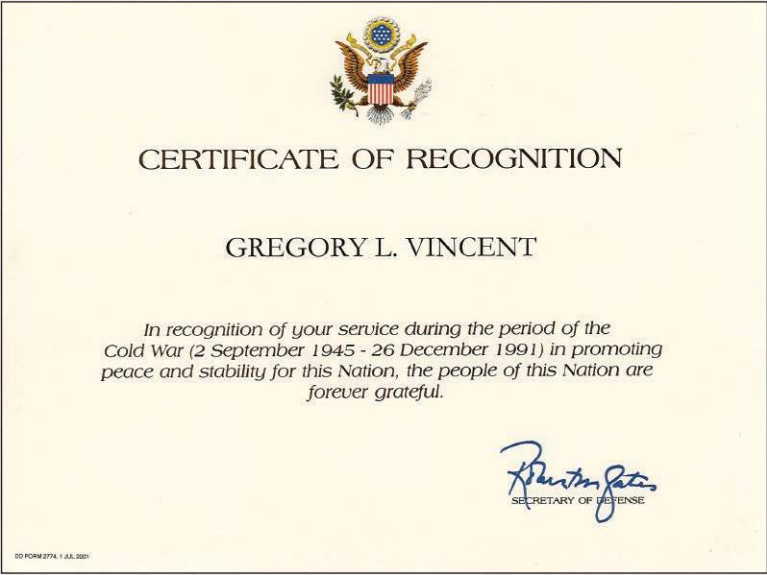 CERTIFICATE OF RECOGNITION
GREGORY L. VINCENT
In recognition of your service during the period of the
Cold War (2 September 1945 - 26 December 1991) in promoting
peace and stability for this Nation, the people of this Nation are
forever grateful.
Robert M Gates
SECRETARY OF DEFENSE
DD FORM 2774, 1 JUL 2001